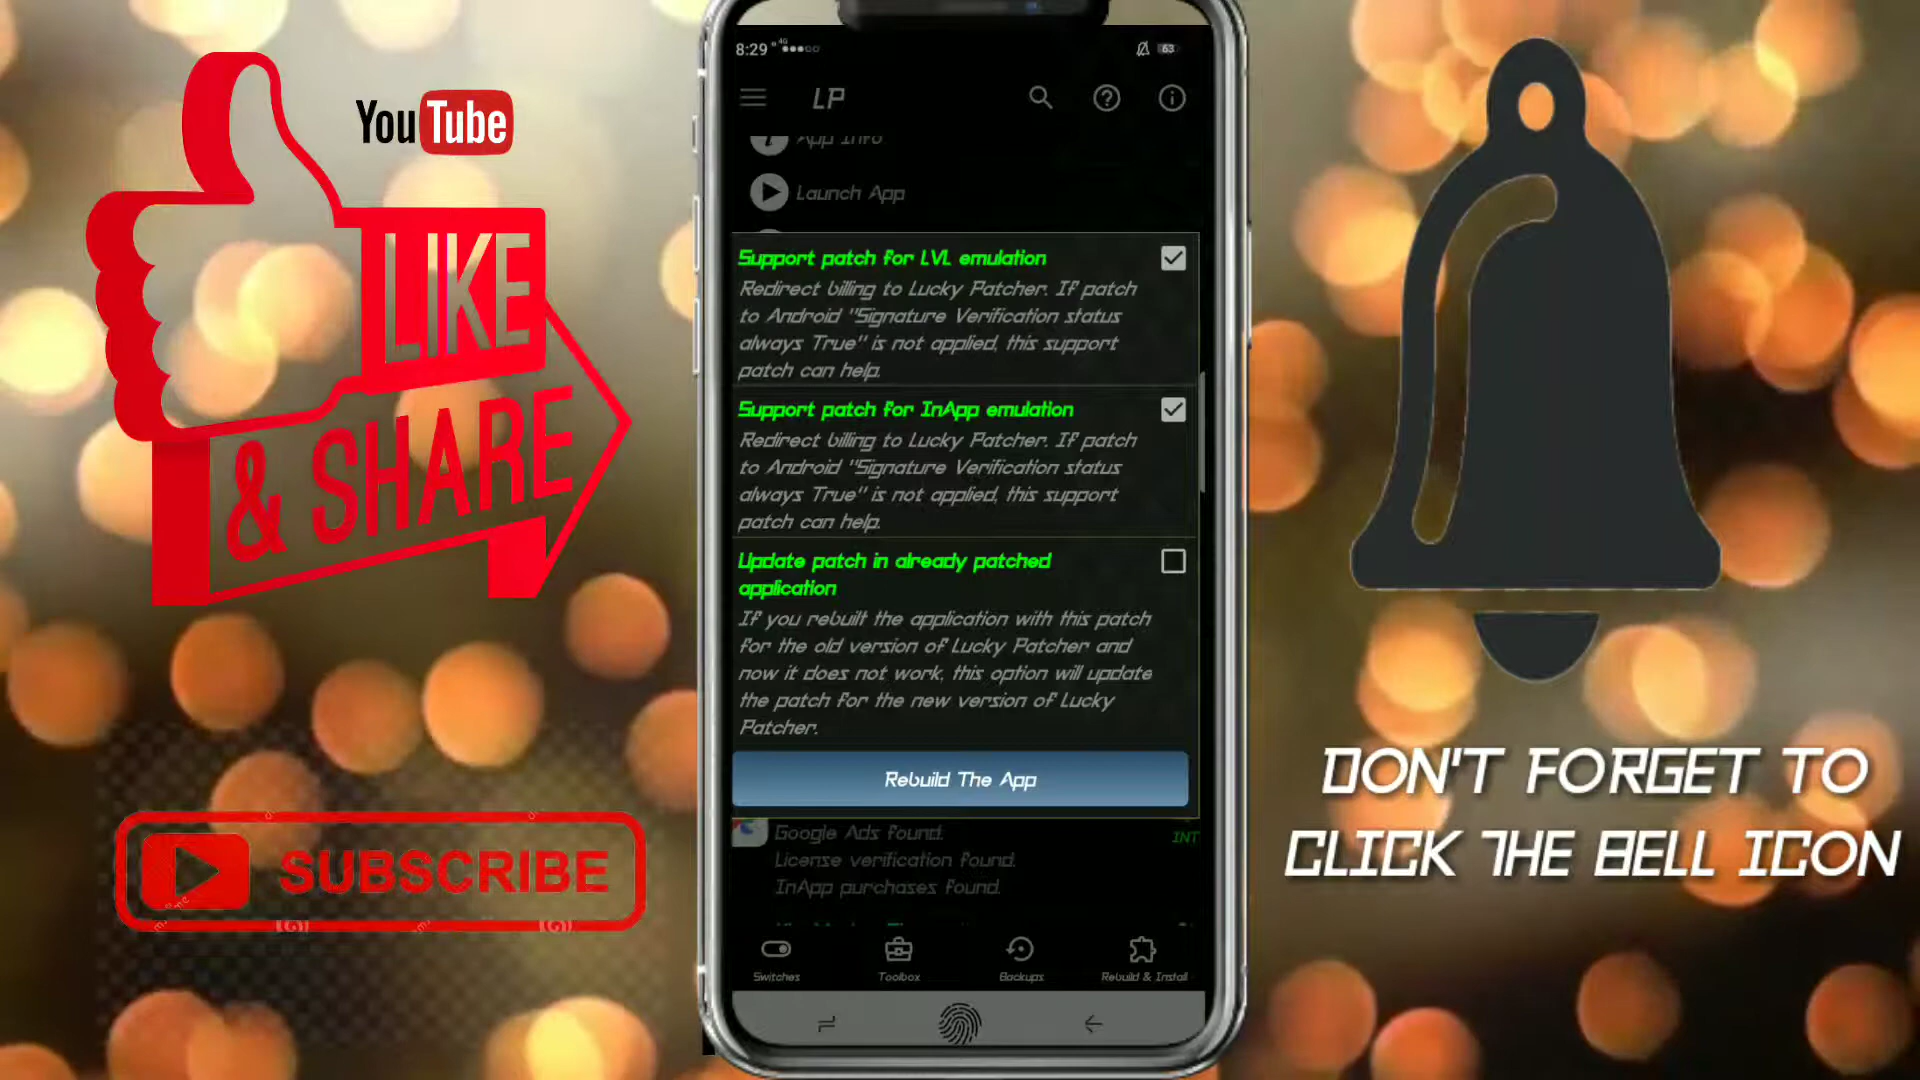 YouTube
LIKE
& SHARE
SUBSCRIBE
8:29
4G
63
LP
App Info
Launch App
Support patch for LVL emulation
Redirect billing to Lucky Patcher. If patch
to Android "Signature Verification status
always True" is not applied, this support
patch can help.
Support patch for InApp emulation
Redirect billing to Lucky Patcher. If patch
to Android "Signature Verification status
always True" is not applied, this support
patch can help.
Update patch in already patched
application
If you rebuilt the application with this patch
for the old version of Lucky Patcher and
now it does not work, this option will update
the patch for the new version of Lucky
Patcher.
Rebuild The App
Google Ads found.
INT
License verification found.
InApp purchases found.
Switches
Toolbox
Backups
Rebuild & Install
DON'T FORGET TO
CLICK THE BELL ICON